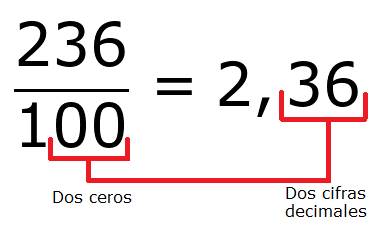 236
100
= 2,36
Dos ceros
Dos cifras
decimales